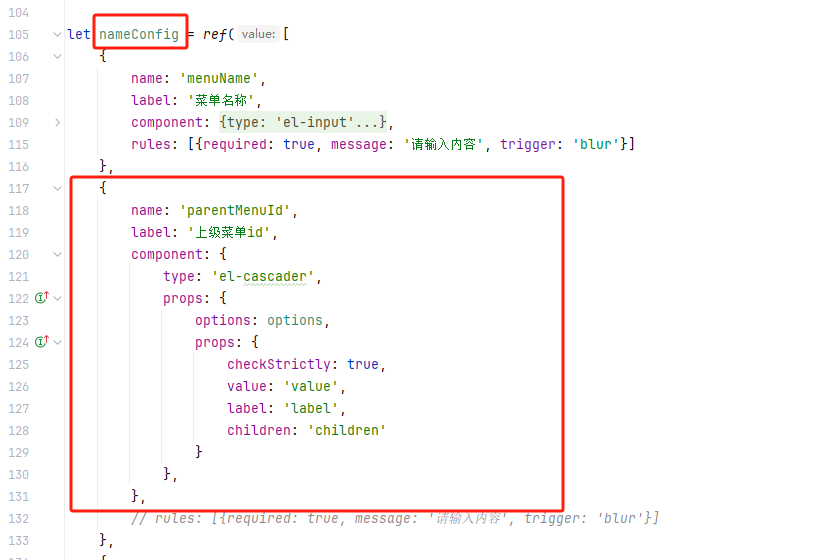 104
105 let nameConfig = ref( value: [
106 {
107 name: 'menuName',
108 label: '菜单名称',
109 component: {type: 'el-input'...},
115 rules: [{required: true, message: '请输入内容', trigger: 'blur'}]
116 },
117 {
118 name: 'parentMenuId',
119 label: '上级菜单id',
120 component: {
121 type: 'el-cascader',
122 props: {
123 options: options,
124 props: {
125 checkStrictly: true,
126 value: 'value',
127 label: 'label',
128 children: 'children'
129 }
130 },
131 },
132 // rules: [{required: true, message: '请输入内容', trigger: 'blur'}]
133 },